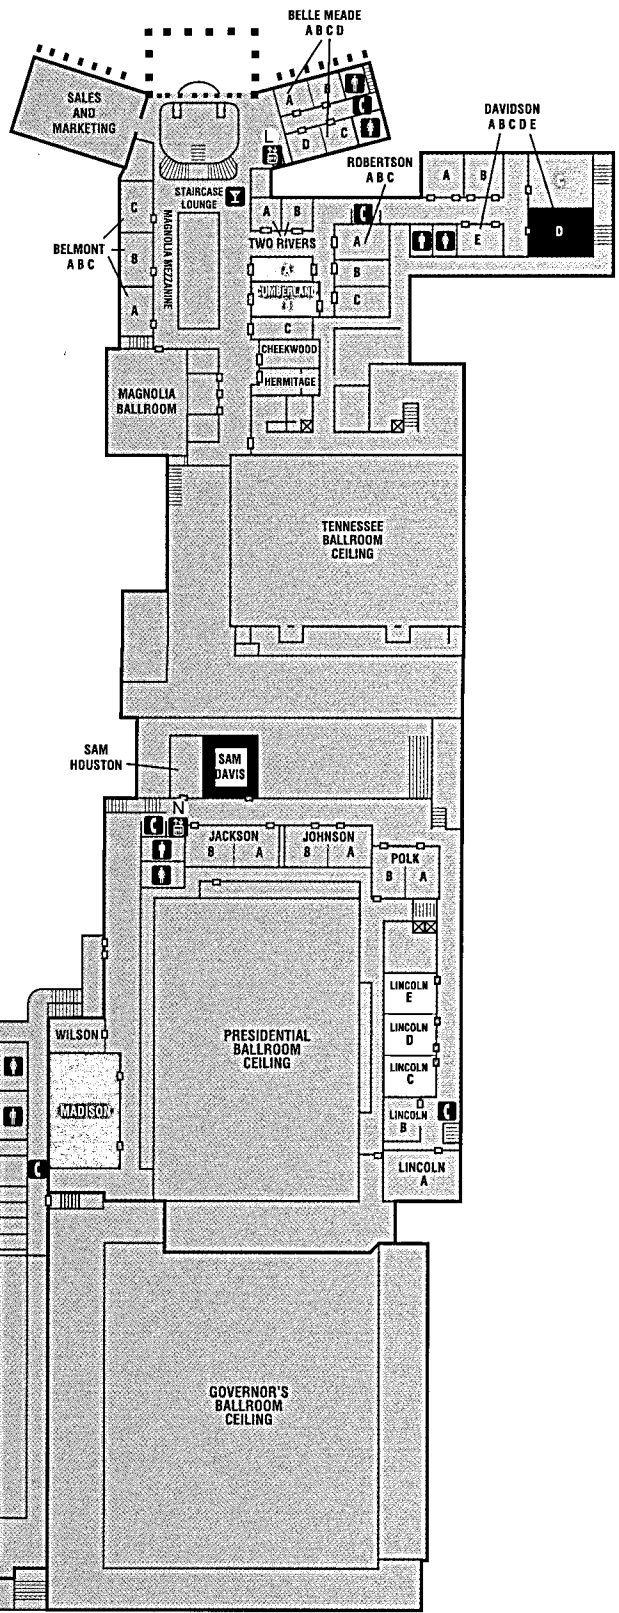 BELLE MEADE
A B C D
SALES
AND
MARKETING
A
B
D
C
L
DAVIDSON
A B C D E
ROBERTSON
A B C
A
B
C
D
E
STAIRCASE
LOUNGE
MAGNOLIA MEZZANINE
A
B
TWO RIVERS
A
B
C
BELMONT
A B C
C
B
A
A
CUMBERLAND
C
CHEEKWOOD
HERMITAGE
MAGNOLIA
BALLROOM
TENNESSEE
BALLROOM
CEILING
SAM
HOUSTON
SAM
DAVIS
N
JACKSON
B
A
JOHNSON
B
A
POLK
B
A
LINCOLN
E
LINCOLN
D
LINCOLN
C
LINCOLN
B
LINCOLN
A
WILSON
MADISON
PRESIDENTIAL
BALLROOM
CEILING
GOVERNOR'S
BALLROOM
CEILING